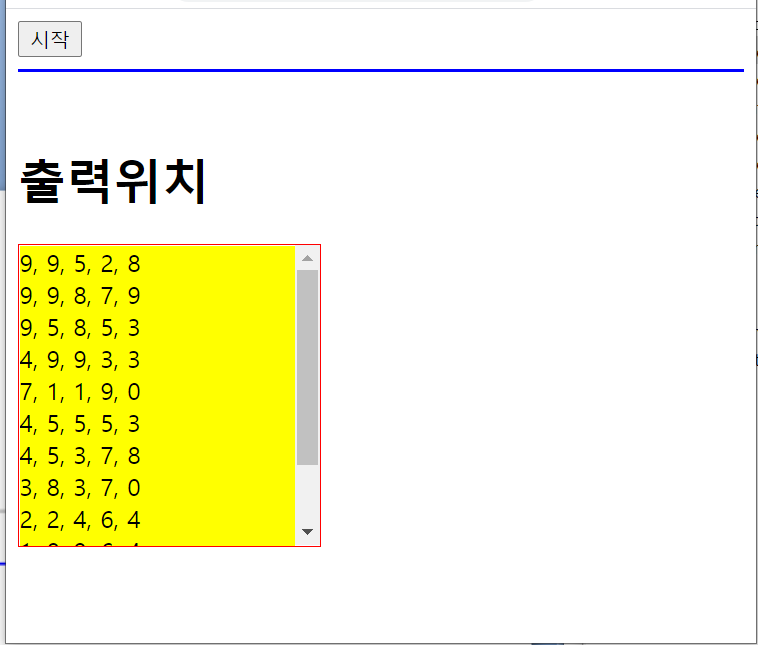 시작
출력위치
9, 9, 5, 2, 8
9, 9, 8, 7, 9
9, 5, 8, 5, 3
4, 9, 9, 3, 3
7, 1, 1, 9, 0
4, 5, 5, 5, 3
4, 5, 3, 7, 8
3, 8, 3, 7, 0
2, 2, 4, 6, 4